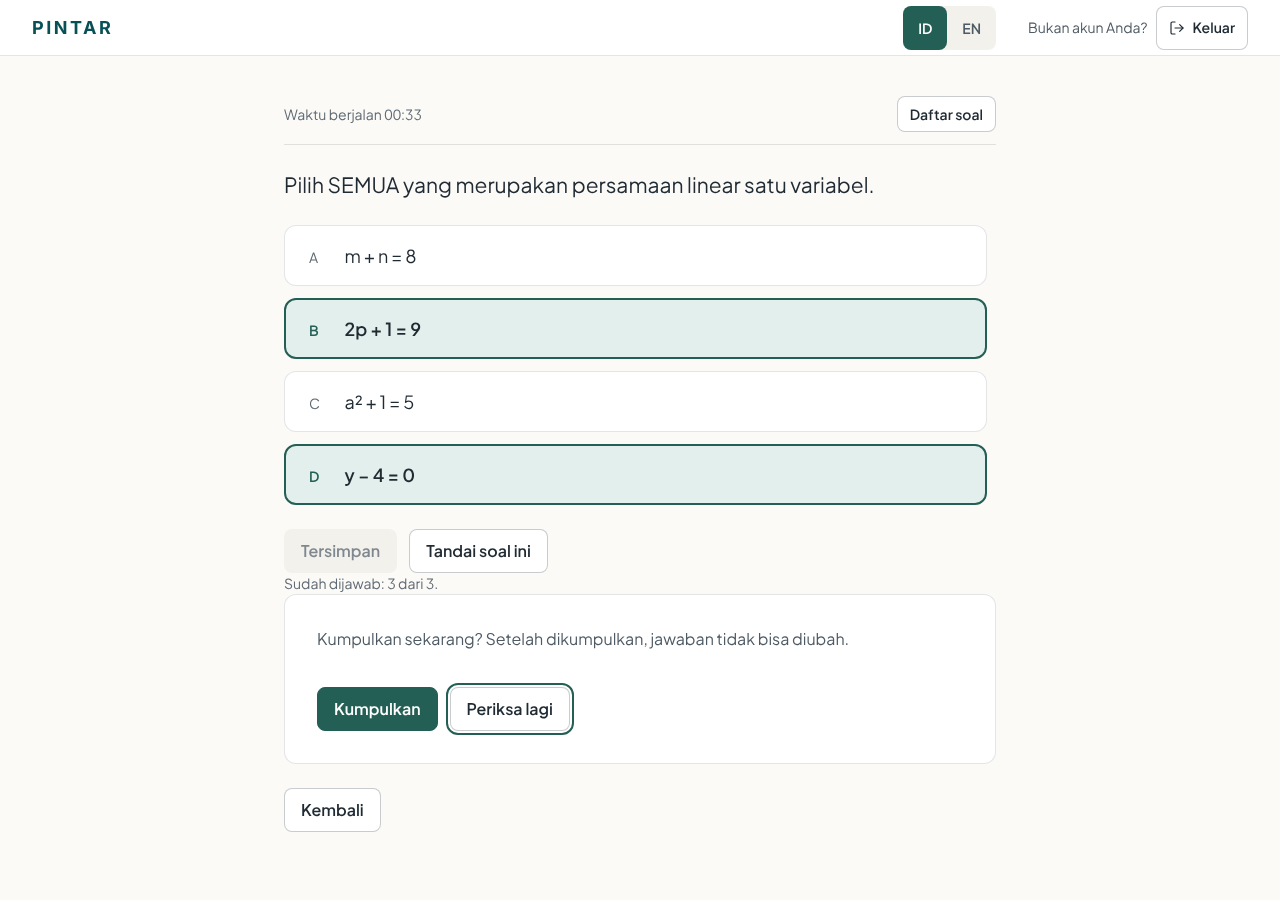 PINTAR
ID EN Bukan akun Anda? Keluar
Waktu berjalan 00:33 Daftar soal
Pilih SEMUA yang merupakan persamaan linear satu variabel.
A m + n = 8
B 2p + 1 = 9
C a² + 1 = 5
D y − 4 = 0
Tersimpan Tandai soal ini
Sudah dijawab: 3 dari 3.
Kumpulkan sekarang? Setelah dikumpulkan, jawaban tidak bisa diubah.
Kumpulkan Periksa lagi
Kembali